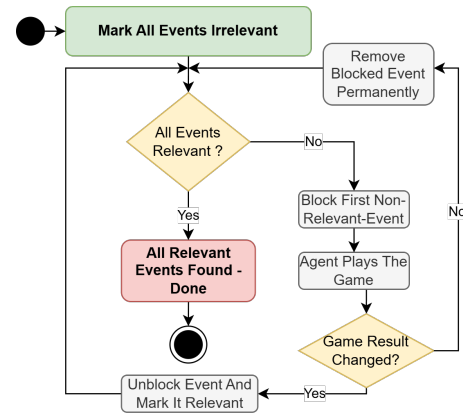 Mark All Events Irrelevant
Remove
Blocked Event
Permanently
All Events
Relevant ?
No
Block First Non-
Relevant-Event
No
Yes
All Relevant
Events Found -
Done
Agent Plays The
Game
Game Result
Changed?
Unblock Event And
Mark It Relevant
Yes